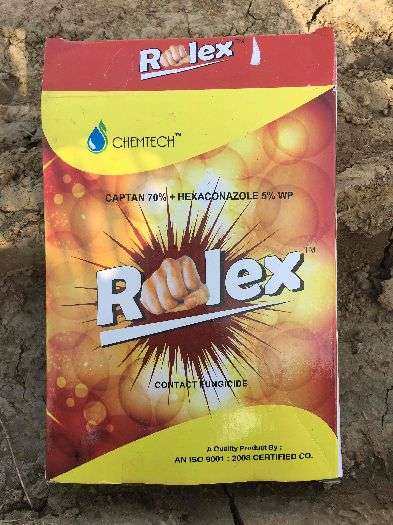 Rolex
CHEMTECH™
CAPTAN 70% + HEXACONAZOLE 5% WP
Rolex™
CONTACT FUNGICIDE
A Quality Product By :
AN ISO 9001 : 2008 CERTIFIED CO.